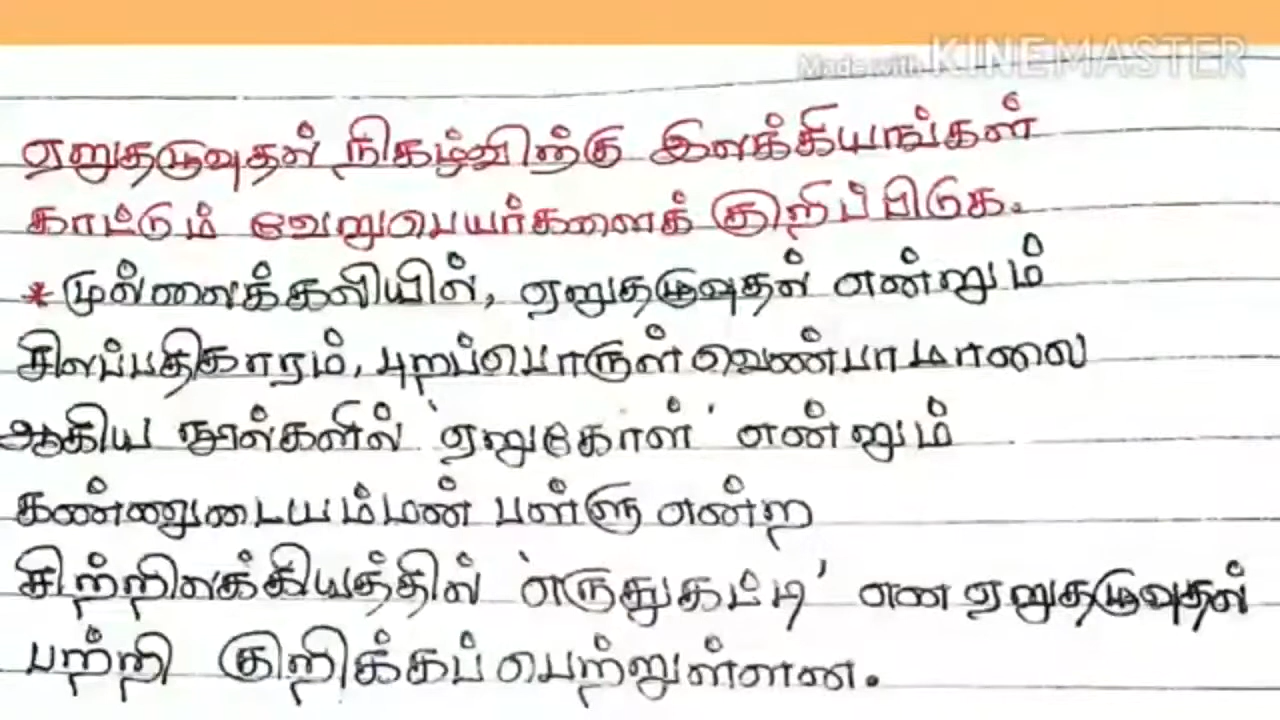 Made with KINEMASTER
ஏறுதழுவுதல் நிகழ்விற்கு இலக்கியங்கள்
காட்டும் வேறுபெயர்களைக் குறிப்பிடுக.
* முல்லைக்கலியில், ஏறுதழுவுதல் என்னும்
சிலப்பதிகாரம், புறப்பொருள் வெண்பாமாலை
ஆகிய நூல்களில் 'ஏறுகோள்' என்னும்
கண்ணுடையம்மன் பள்ளு என்ற
சிற்றிலக்கியத்தில் 'எருதுகட்டி' என ஏறுதழுவுதல்
பற்றி குறிக்கப் பெற்றுள்ளன.